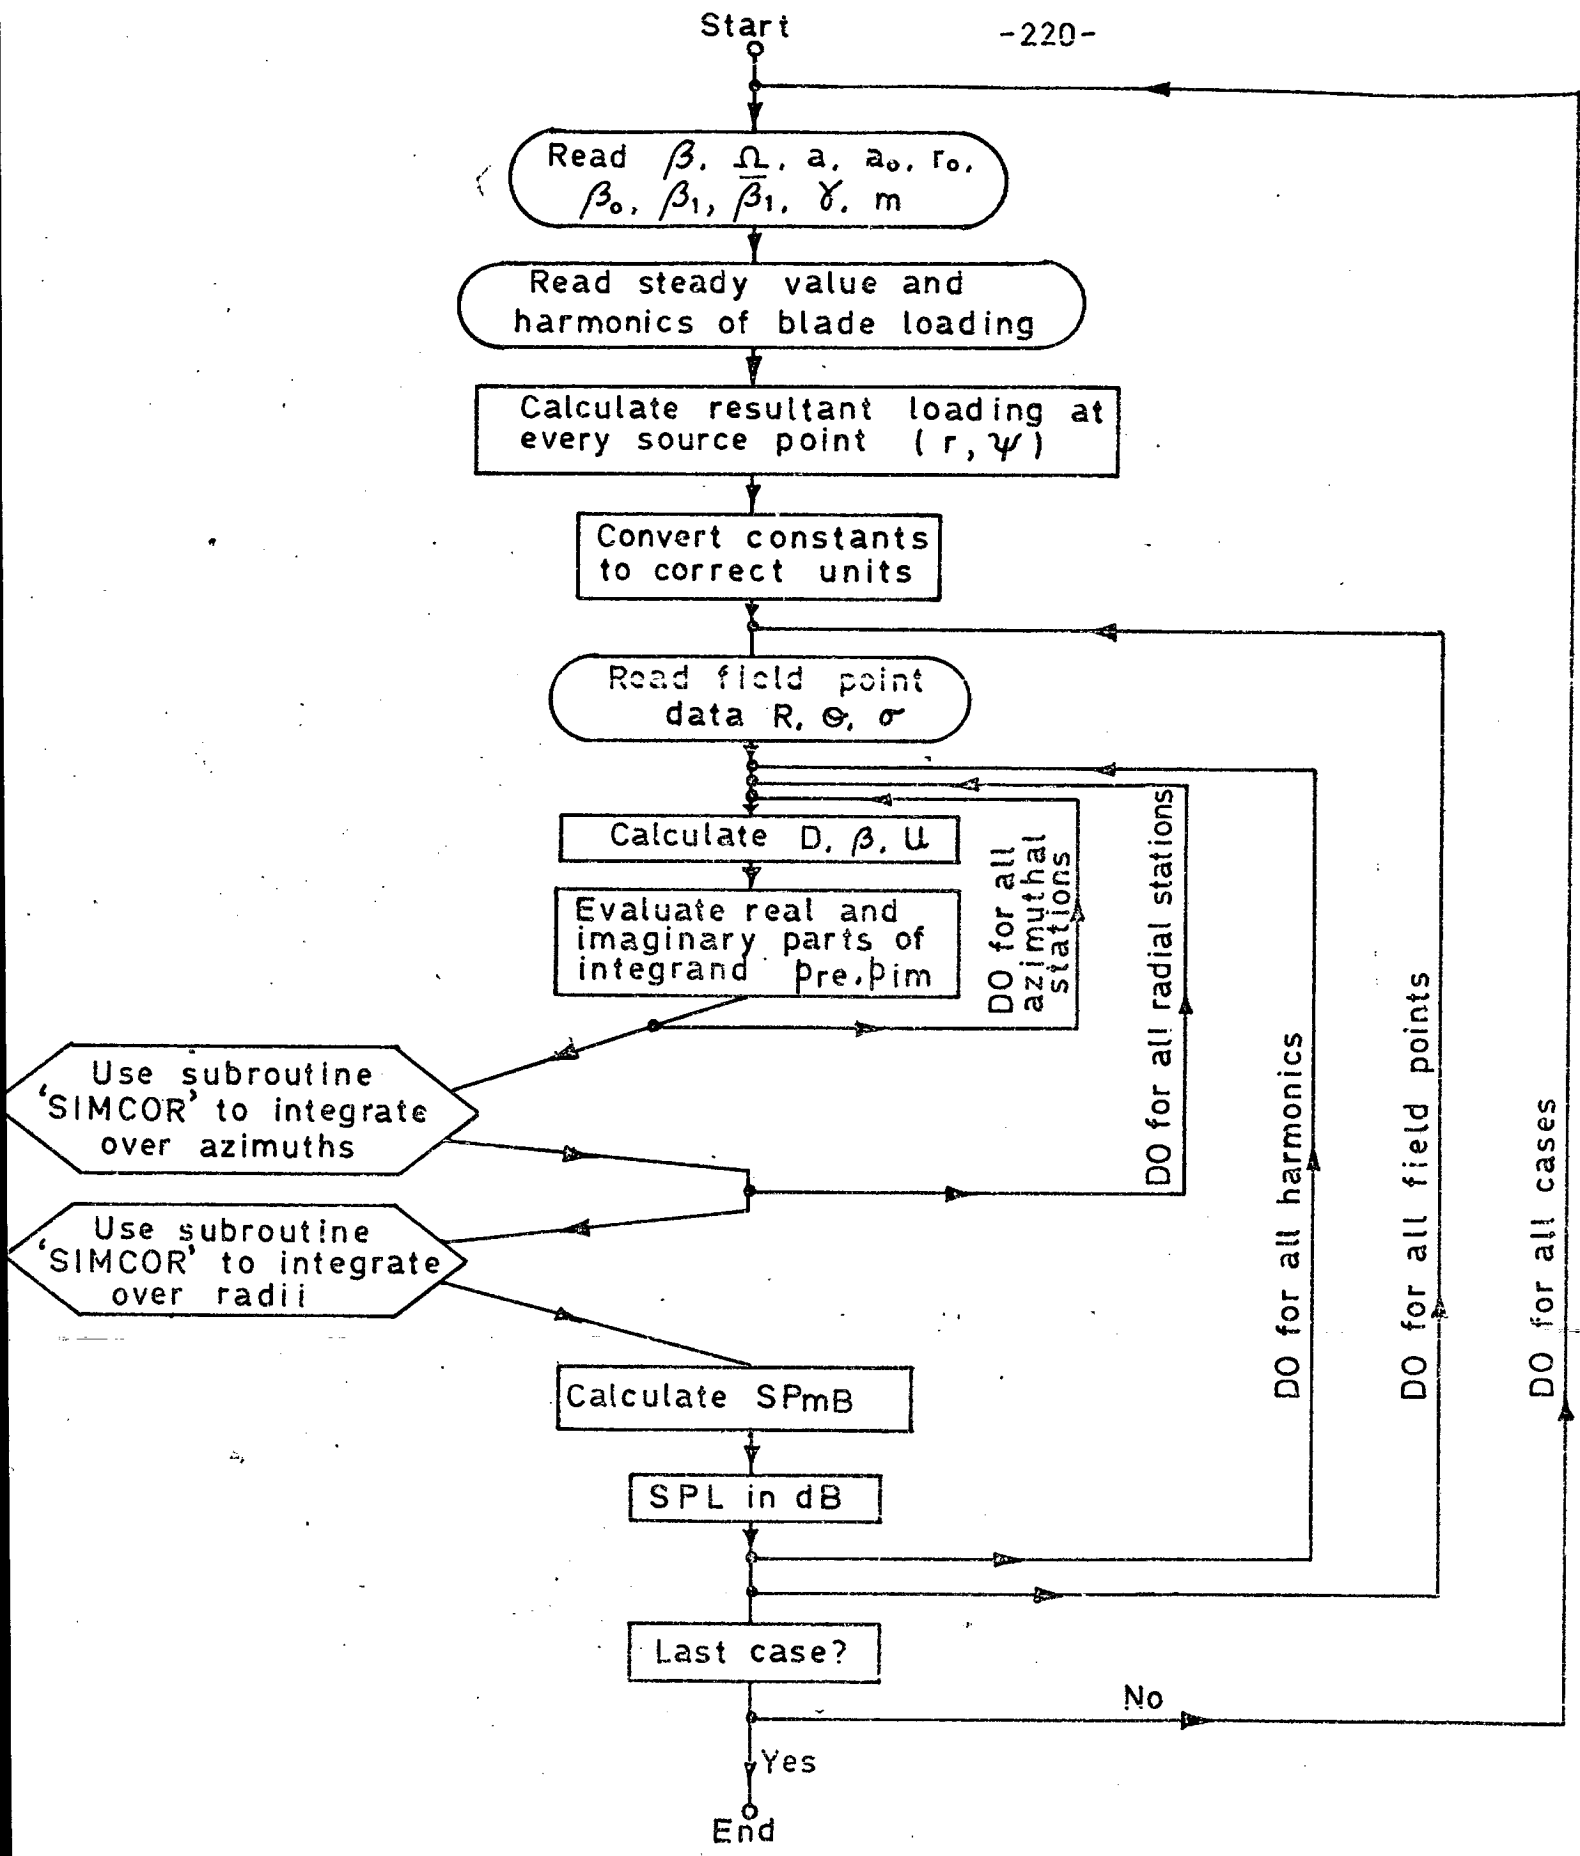 Start
-220-
Read β, Ω, a, a₀, r₀,
β₀, β₁, β̅₁, γ, m
Read steady value and
harmonics of blade loading
Calculate resultant loading at
every source point (r, ψ)
Convert constants
to correct units
Read field point
data R, θ, σ
Calculate D, β, U
Evaluate real and
imaginary parts of
integrand pre, pim
DO for all
azimuthal
stations
DO for all radial stations
DO for all harmonics
DO for all field points
DO for all cases
Use subroutine
‘SIMCOR’ to integrate
over azimuths
Use subroutine
‘SIMCOR’ to integrate
over radii
Calculate SPmB
SPL in dB
Last case?
No
Yes
End